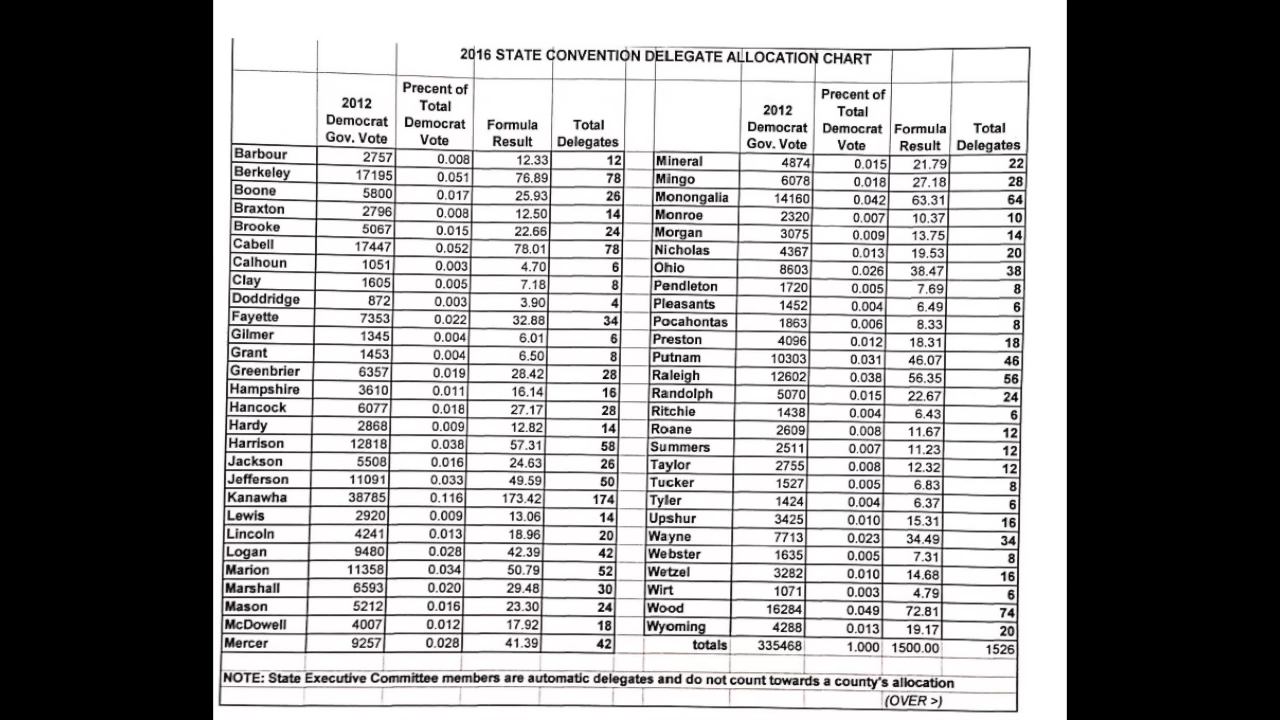 2016 STATE CONVENTION DELEGATE ALLOCATION CHART
2012 Democrat Gov. Vote Precent of Total Democrat Vote Formula Result Total Delegates 2012 Democrat Gov. Vote Precent of Total Democrat Vote Formula Result Total Delegates
Barbour 2757 0.008 12.33 12 Mineral 4874 0.015 21.79 22
Berkeley 17195 0.051 76.89 78 Mingo 6078 0.018 27.18 28
Boone 5800 0.017 25.93 26 Monongalia 14160 0.042 63.31 64
Braxton 2796 0.008 12.50 14 Monroe 2320 0.007 10.37 10
Brooke 5067 0.015 22.66 24 Morgan 3075 0.009 13.75 14
Cabell 17447 0.052 78.01 78 Nicholas 4367 0.013 19.53 20
Calhoun 1051 0.003 4.70 6 Ohio 8603 0.026 38.47 38
Clay 1605 0.005 7.18 8 Pendleton 1720 0.005 7.69 8
Doddridge 872 0.003 3.90 4 Pleasants 1452 0.004 6.49 6
Fayette 7353 0.022 32.88 34 Pocahontas 1863 0.006 8.33 8
Gilmer 1345 0.004 6.01 6 Preston 4096 0.012 18.31 18
Grant 1453 0.004 6.50 8 Putnam 10303 0.031 46.07 46
Greenbrier 6357 0.019 28.42 28 Raleigh 12602 0.038 56.35 56
Hampshire 3610 0.011 16.14 16 Randolph 5070 0.015 22.67 24
Hancock 6077 0.018 27.17 28 Ritchie 1438 0.004 6.43 6
Hardy 2868 0.009 12.82 14 Roane 2609 0.008 11.67 12
Harrison 12818 0.038 57.31 58 Summers 2511 0.007 11.23 12
Jackson 5508 0.016 24.63 26 Taylor 2755 0.008 12.32 12
Jefferson 11091 0.033 49.59 50 Tucker 1527 0.005 6.83 8
Kanawha 38785 0.116 173.42 174 Tyler 1424 0.004 6.37 6
Lewis 2920 0.009 13.06 14 Upshur 3425 0.010 15.31 16
Lincoln 4241 0.013 18.96 20 Wayne 7713 0.023 34.49 34
Logan 9480 0.028 42.39 42 Webster 1635 0.005 7.31 8
Marion 11358 0.034 50.79 52 Wetzel 3282 0.010 14.68 16
Marshall 6593 0.020 29.48 30 Wirt 1071 0.003 4.79 6
Mason 5212 0.016 23.30 24 Wood 16284 0.049 72.81 74
McDowell 4007 0.012 17.92 18 Wyoming 4288 0.013 19.17 20
Mercer 9257 0.028 41.39 42 totals 335468 1.000 1500.00 1526
NOTE: State Executive Committee members are automatic delegates and do not count towards a county's allocation
(OVER >)